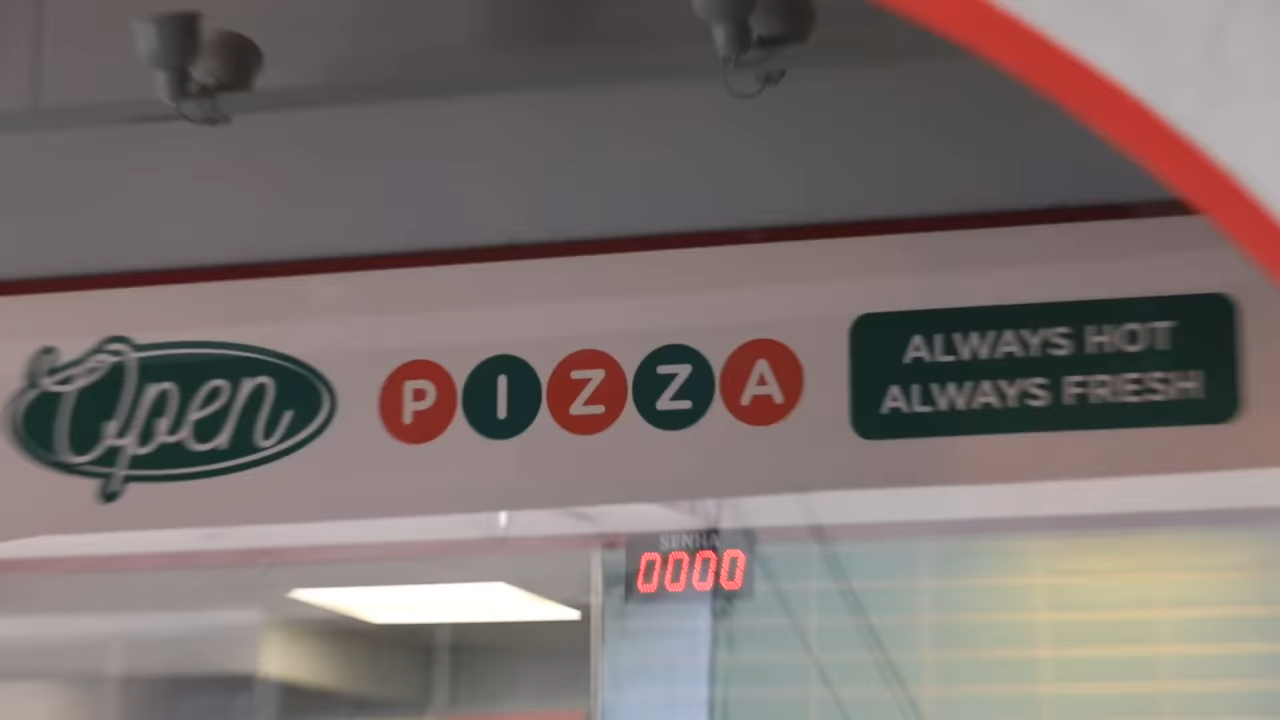 Open
PIZZA
ALWAYS HOT
ALWAYS FRESH
SENHA
0000